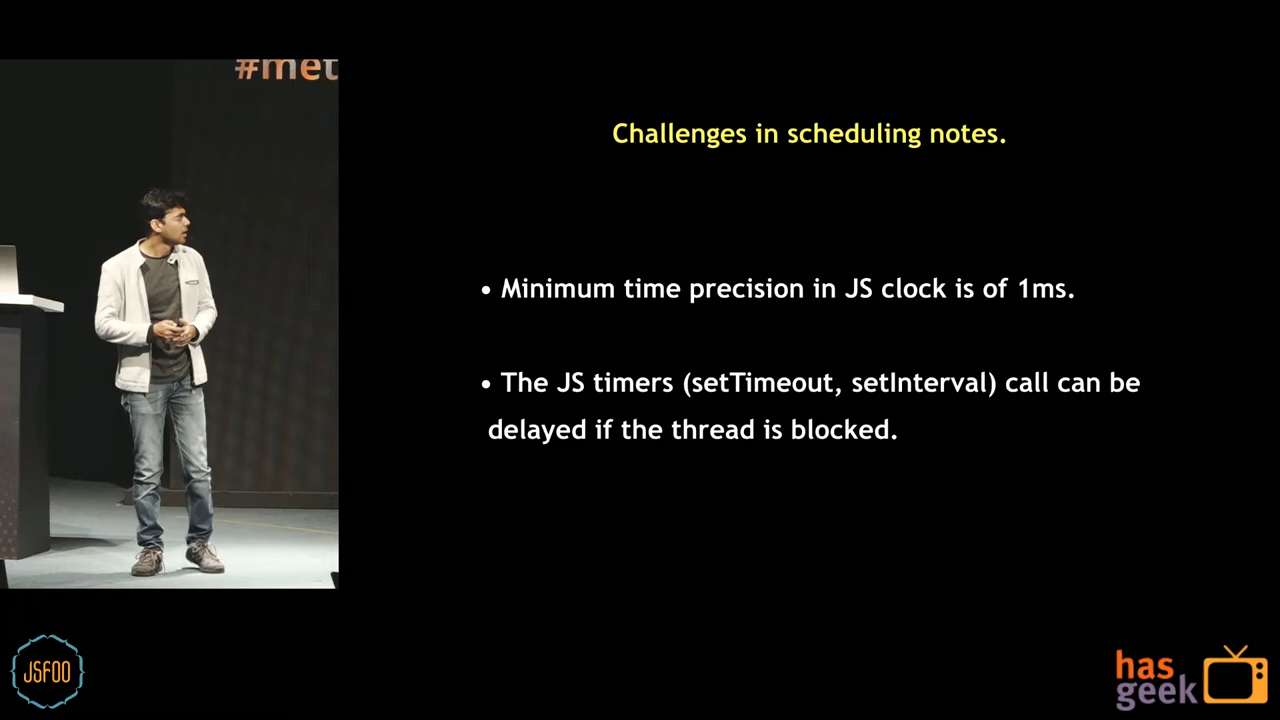 #met
Challenges in scheduling notes.
• Minimum time precision in JS clock is of 1ms.
• The JS timers (setTimeout, setInterval) call can be
delayed if the thread is blocked.
JSFOO
has
geek